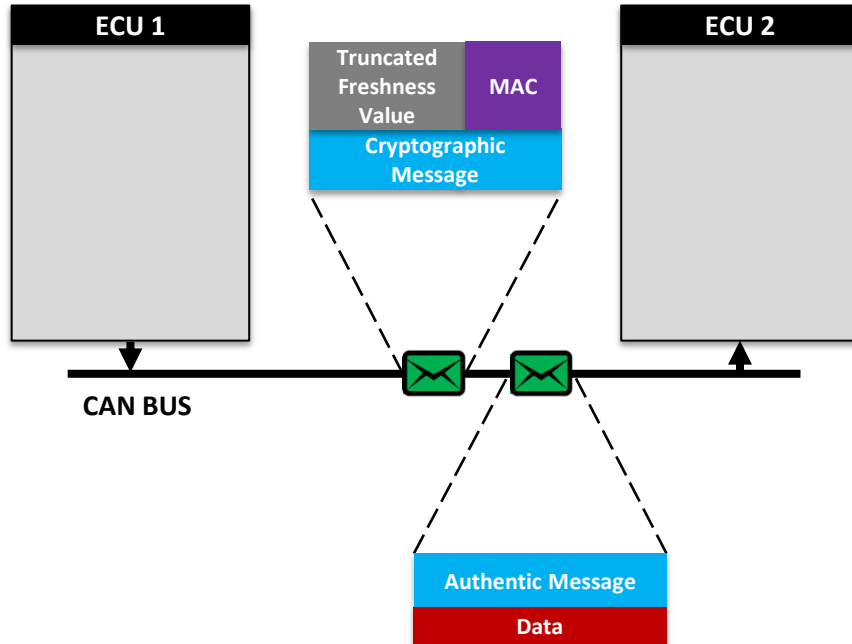 ECU 1
ECU 2
Truncated
Freshness
Value
MAC
Cryptographic
Message
CAN BUS
Authentic Message
Data